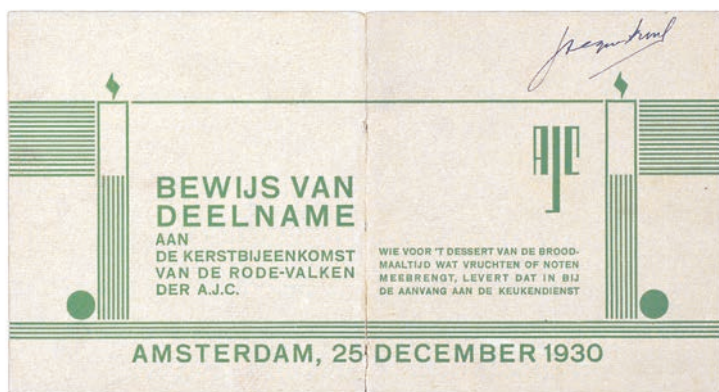 BEWIJS VAN
DEELNAME
AAN
DE KERSTBIJEENKOMST
VAN DE RODE-VALKEN
DER A.J.C.
AJC
WIE VOOR 'T DESSERT VAN DE BROOD-
MAALTIJD WAT VRUCHTEN OF NOTEN
MEEBRENGT, LEVERT DAT IN BIJ
DE AANVANG AAN DE KEUKENDIENST
AMSTERDAM, 25 DECEMBER 1930